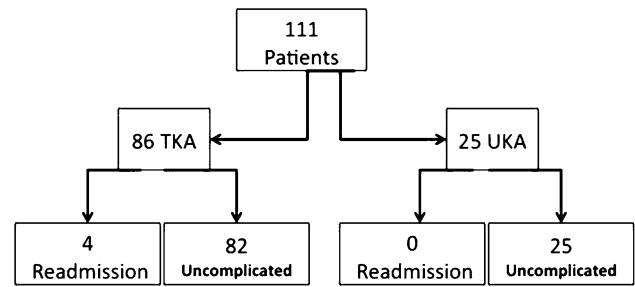 111
Patients
86 TKA
25 UKA
4
Readmission
82
Uncomplicated
0
Readmission
25
Uncomplicated